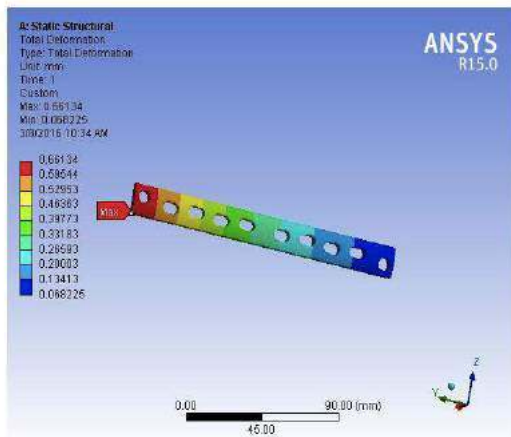 A: Static Structural
Total Deformation
Type: Total Deformation
Unit: mm
Time: 1
Custom
Max: 0.66134
Min: 0.068225
3/8/2016 10:34 AM
ANSYS
R15.0
0.66134
0.59544
0.52953
0.46363
0.39773
0.33183
0.26593
0.20003
0.13413
0.068225
Max
0.00
90.00 (mm)
45.00
Z
Y